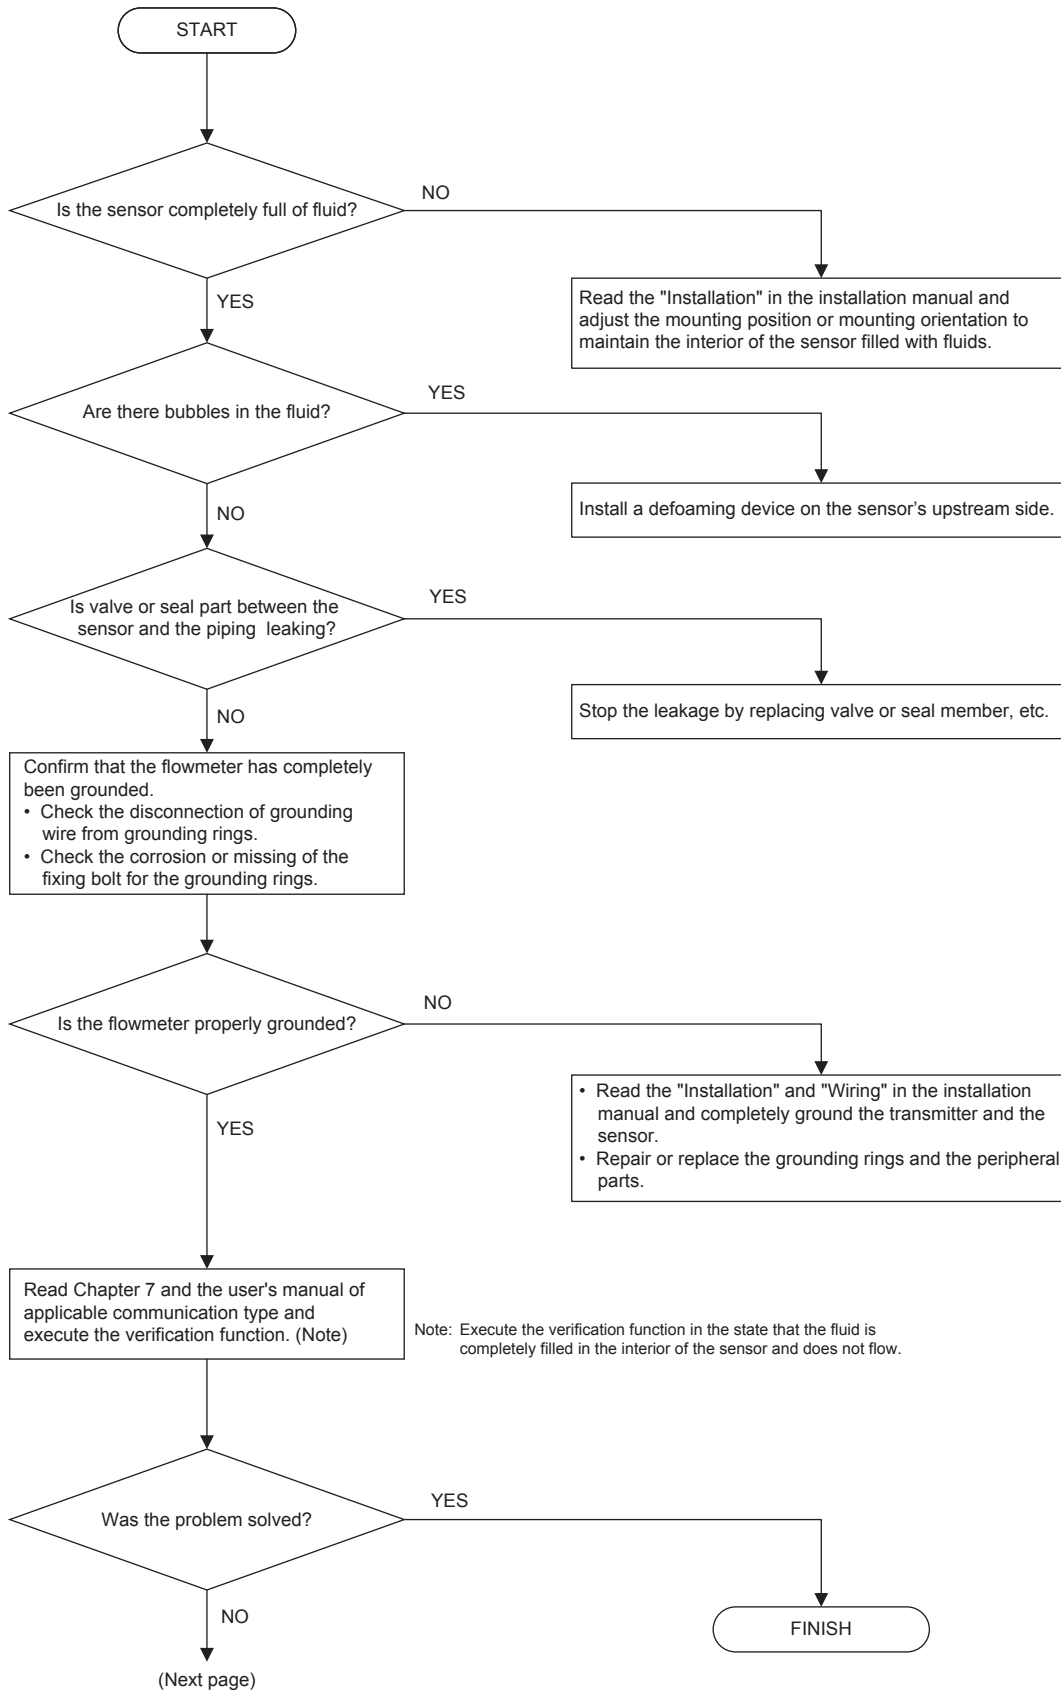 START
Is the sensor completely full of fluid?
NO
YES
Read the "Installation" in the installation manual and
adjust the mounting position or mounting orientation to
maintain the interior of the sensor filled with fluids.
Are there bubbles in the fluid?
YES
NO
Install a defoaming device on the sensor’s upstream side.
Is valve or seal part between the
sensor and the piping leaking?
YES
NO
Stop the leakage by replacing valve or seal member, etc.
Confirm that the flowmeter has completely
been grounded.
• Check the disconnection of grounding
wire from grounding rings.
• Check the corrosion or missing of the
fixing bolt for the grounding rings.
Is the flowmeter properly grounded?
NO
YES
• Read the "Installation" and "Wiring" in the installation
manual and completely ground the transmitter and the
sensor.
• Repair or replace the grounding rings and the peripheral
parts.
Read Chapter 7 and the user's manual of
applicable communication type and
execute the verification function. (Note)
Note: Execute the verification function in the state that the fluid is
completely filled in the interior of the sensor and does not flow.
Was the problem solved?
YES
NO
FINISH
(Next page)